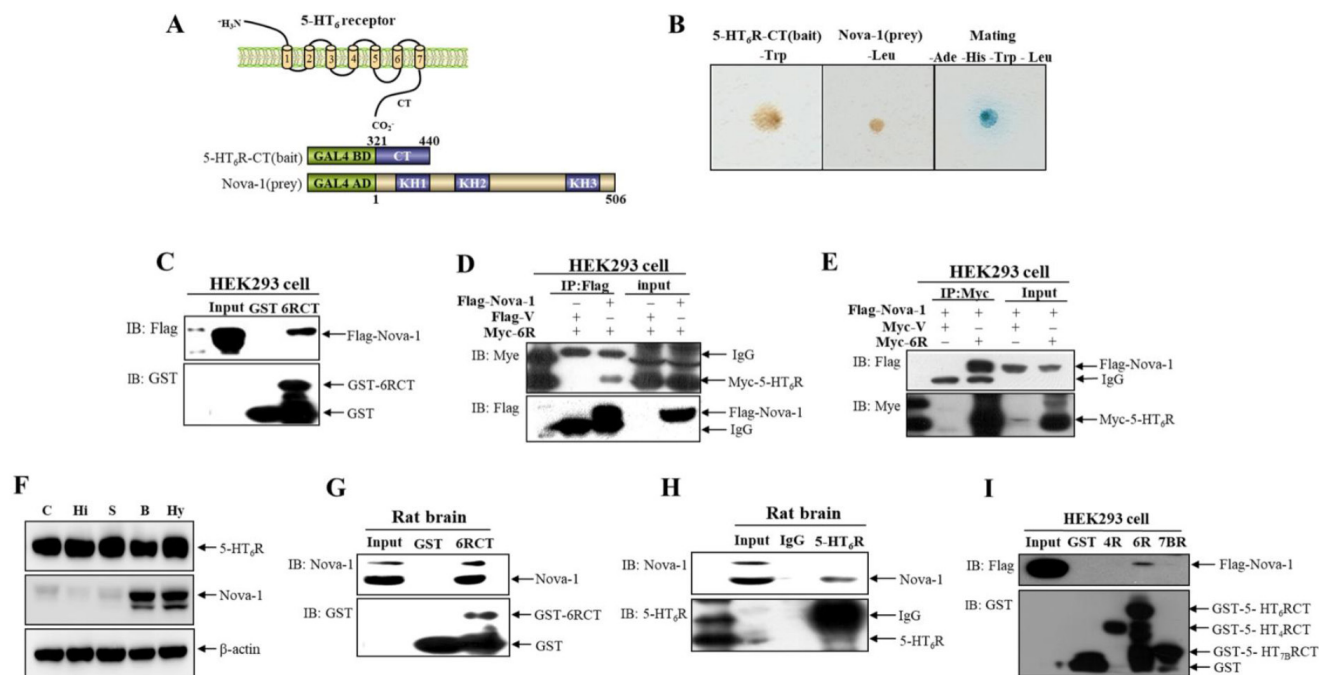 A
-H₃N
5-HT₆ receptor
1 2 3 4 5 6 7
CT
CO₂-
321 440
5-HT₆R-CT(bait) GAL4 BD CT
Nova-1(prey) GAL4 AD KH1 KH2 KH3
1 506
B
5-HT₆R-CT(bait) Nova-1(prey) Mating
-Trp -Leu -Ade -His -Trp - Leu
C
HEK293 cell
Input GST 6RCT
IB: Flag Flag-Nova-1
IB: GST GST-6RCT
GST
D
HEK293 cell
IP:Flag input
Flag-Nova-1 – + – +
Flag-V + – + –
Myc-6R + + + +
IB: Mye IgG
Myc-5-HT₆R
IB: Flag Flag-Nova-1
IgG
E
HEK293 cell
IP:Myc Input
Flag-Nova-1 + + + +
Myc-V + – + –
Myc-6R – + – +
IB: Flag Flag-Nova-1
IgG
IB: Mye Myc-5-HT₆R
F
C Hi S B Hy
5-HT₆R
Nova-1
β-actin
G
Rat brain
Input GST 6RCT
IB: Nova-1 Nova-1
IB: GST GST-6RCT
GST
H
Rat brain
Input IgG 5-HT₆R
IB: Nova-1 Nova-1
IB: 5-HT₆R IgG
5-HT₆R
I
HEK293 cell
Input GST 4R 6R 7BR
IB: Flag Flag-Nova-1
IB: GST GST-5- HT₆RCT
GST-5- HT₄RCT
GST-5- HT₇BRCT
GST